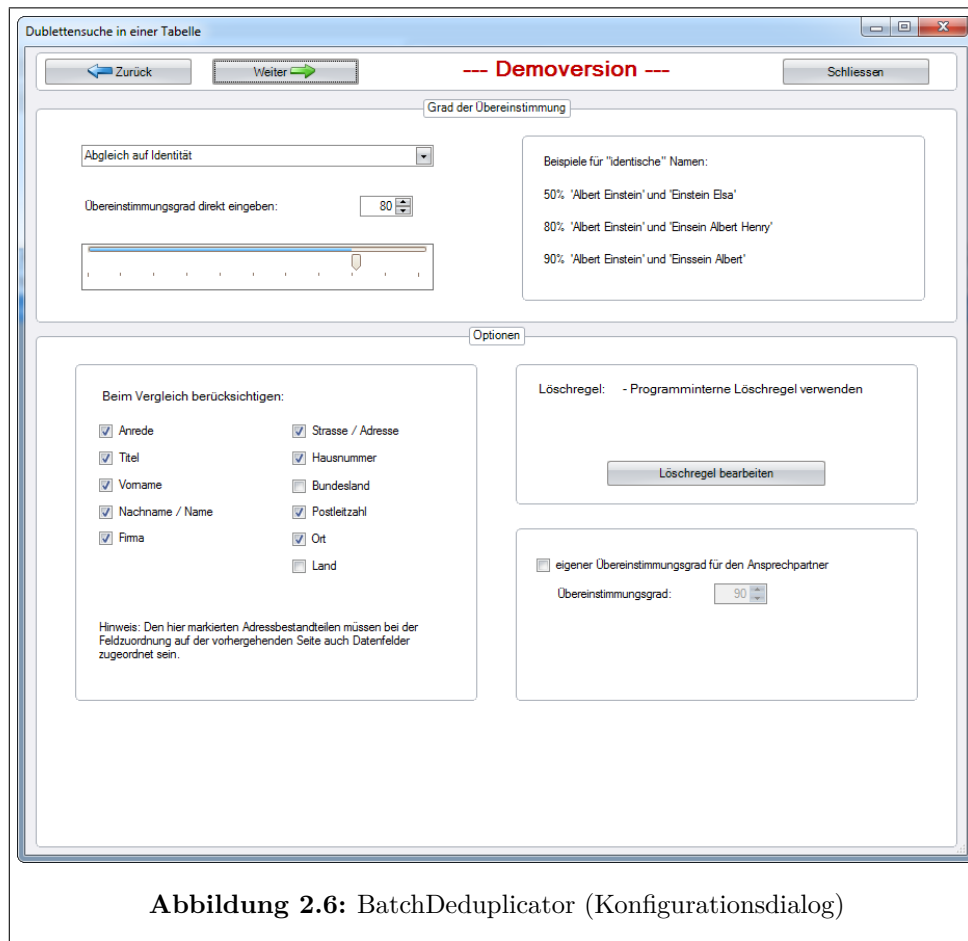 Dublettensuche in einer Tabelle
Zurück
Weiter
--- Demoversion ---
Schliessen
Grad der Übereinstimmung
Abgleich auf Identität
Übereinstimmungsgrad direkt eingeben:
80
Beispiele für "identische" Namen:
50% 'Albert Einstein' und 'Einstein Elsa'
80% 'Albert Einstein' und 'Einsein Albert Henry'
90% 'Albert Einstein' und 'Einssein Albert'
Optionen
Beim Vergleich berücksichtigen:
Anrede
Titel
Vorname
Nachname / Name
Firma
Strasse / Adresse
Hausnummer
Bundesland
Postleitzahl
Ort
Land
Hinweis: Den hier markierten Adressbestandteilen müssen bei der
Feldzuordnung auf der vorhergehenden Seite auch Datenfelder
zugeordnet sein.
Löschregel: - Programminterne Löschregel verwenden
Löschregel bearbeiten
eigener Übereinstimmungsgrad für den Ansprechpartner
Übereinstimmungsgrad:
90
Abbildung 2.6: BatchDeduplicator (Konfigurationsdialog)